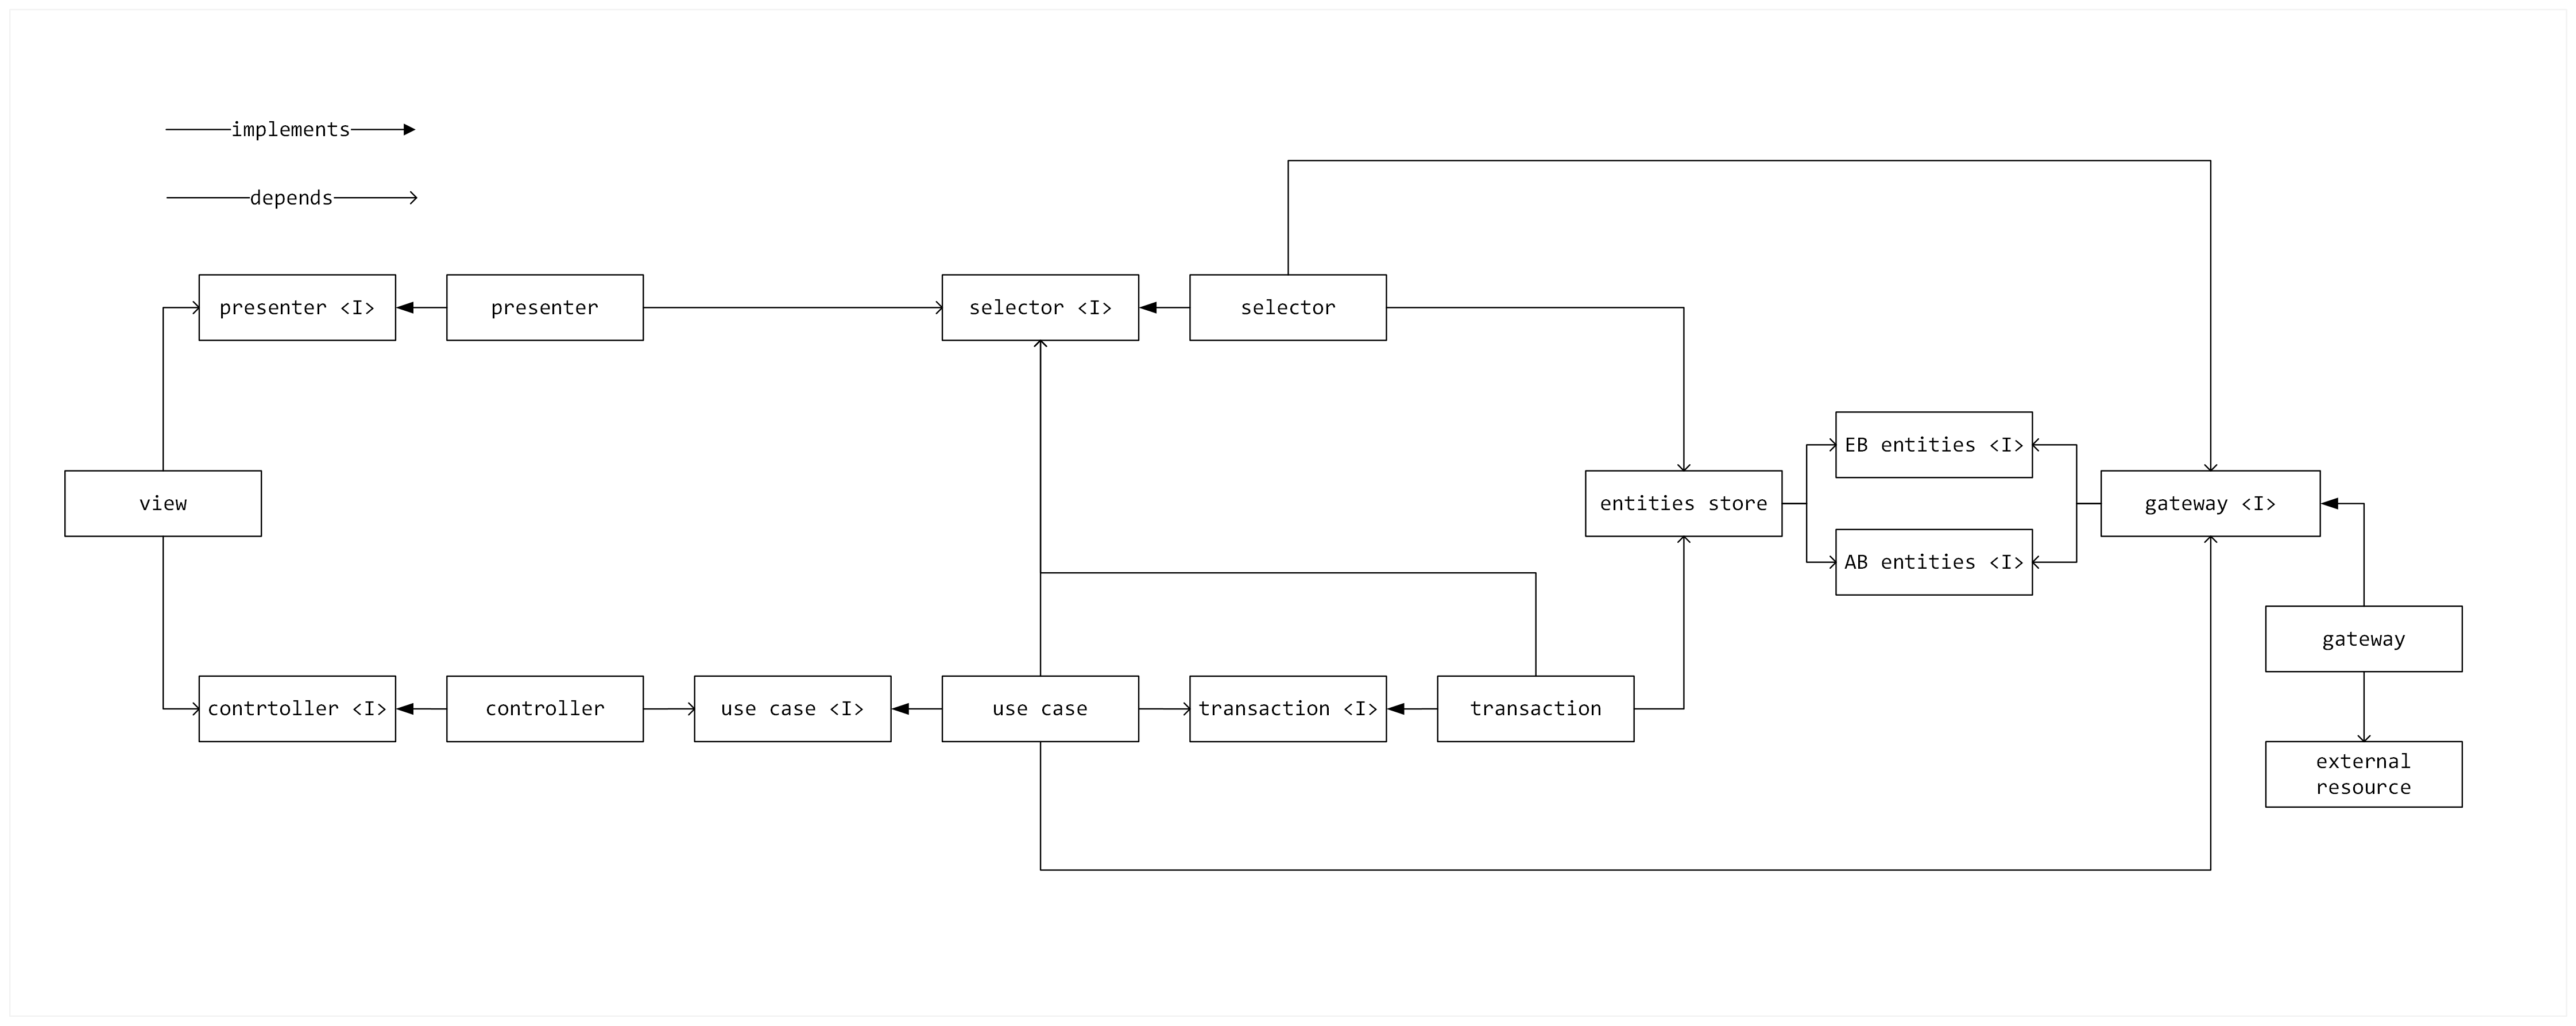 implements
depends
presenter <I>
presenter
selector <I>
selector
EB entities <I>
view
entities store
gateway <I>
AB entities <I>
gateway
contrtoller <I>
controller
use case <I>
use case
transaction <I>
transaction
external
resource